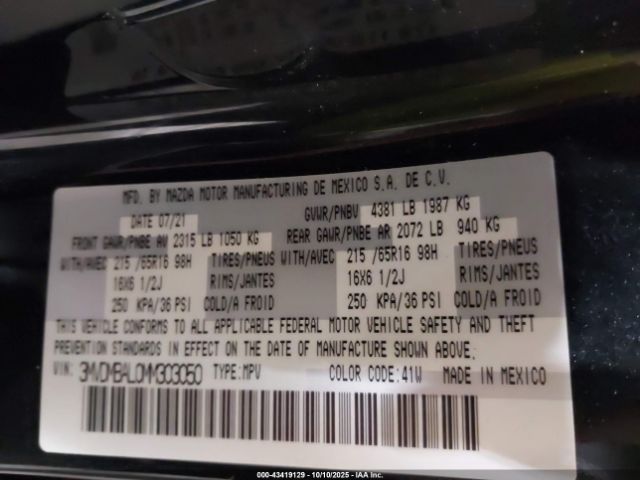 MFD. BY MAZDA MOTOR MANUFACTURING DE MEXICO S.A. DE C.V.
DATE 07/21 GVWR/PNBV 4381 LB 1987 KG
FRONT GAWR/PNBE AV 2315 LB 1050 KG REAR GAWR/PNBE AR 2072 LB 940 KG
WITH/AVEC 215 /65R16 98H TIRES/PNEUS WITH/AVEC 215 /65R16 98H TIRES/PNEUS
16X6 1/2J RIMS/JANTES 16X6 1/2J RIMS/JANTES
250 KPA/36 PSI COLD/A FROID 250 KPA/36 PSI COLD/A FROID
THIS VEHICLE CONFORMS TO ALL APPLICABLE FEDERAL MOTOR VEHICLE SAFETY AND THEFT
PREVENTION STANDARDS IN EFFECT ON THE DATE OF MANUFACTURE SHOWN ABOVE.
VIN: 3MVDMBAL0MM303050 TYPE:MPV COLOR CODE:41W MADE IN MEXICO
000-43419129 - 10/10/2025 - IAA Inc.